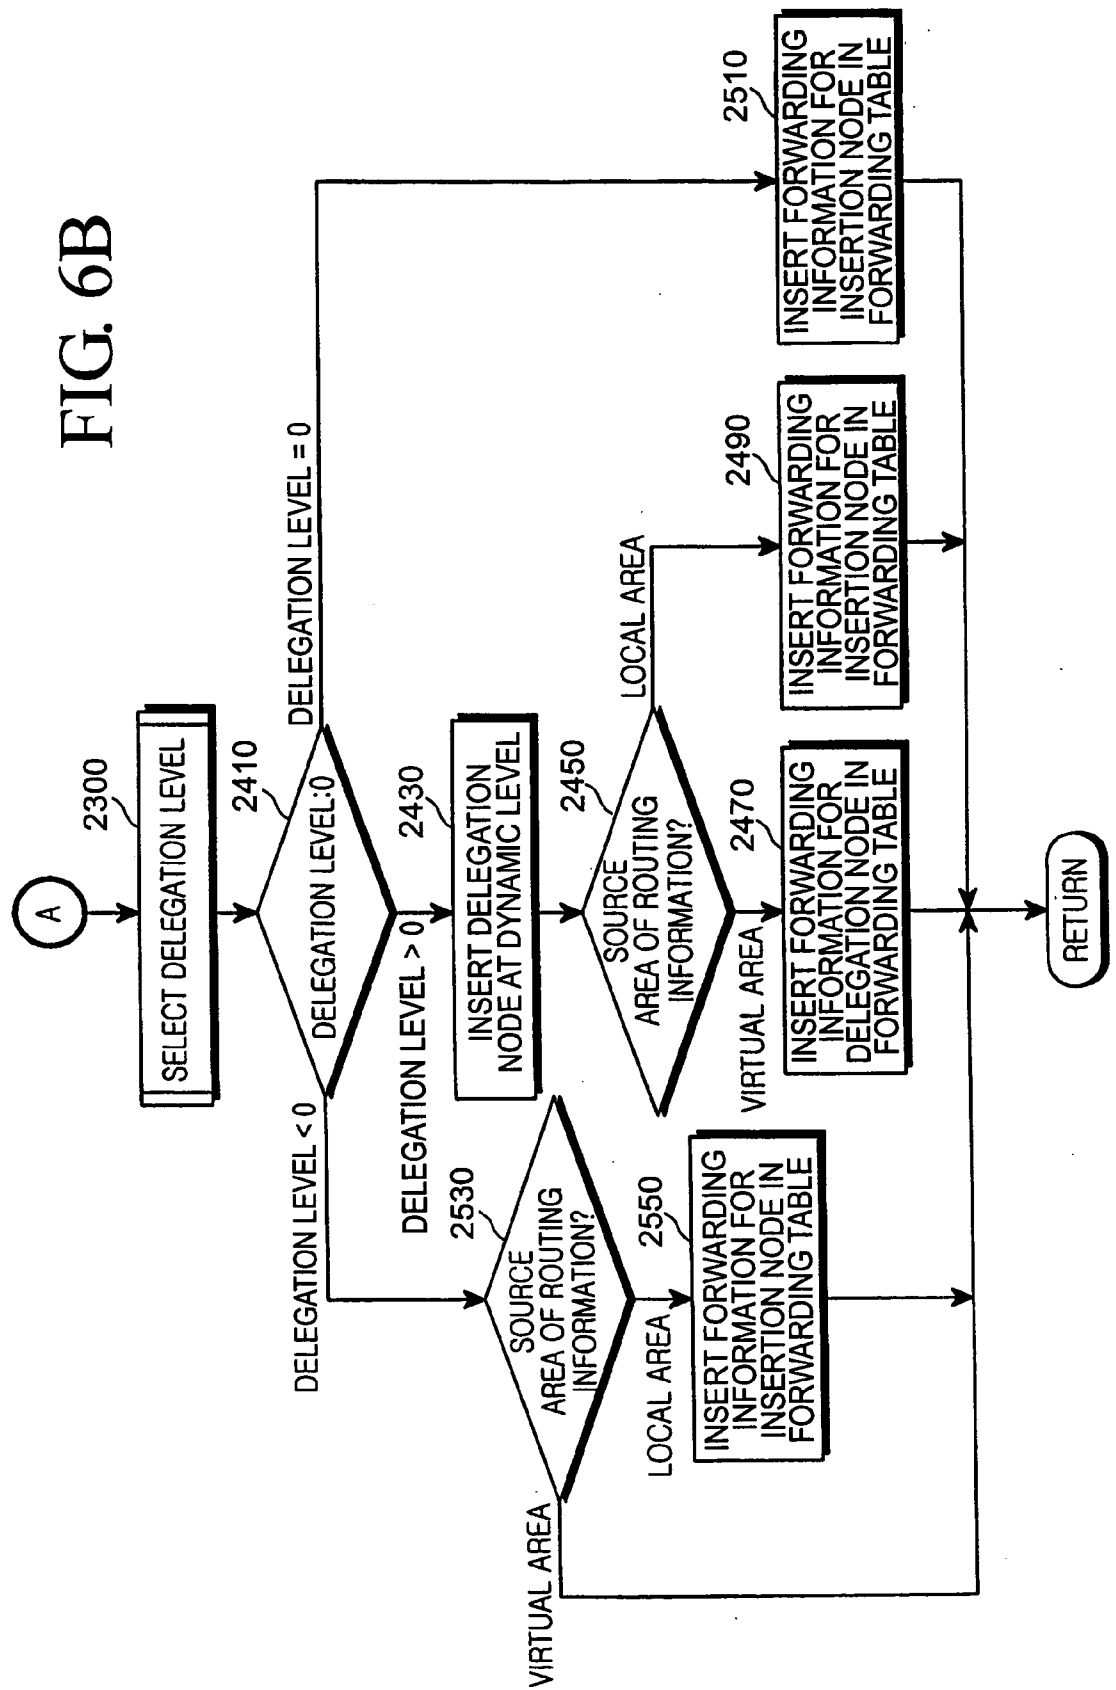 FIG. 6B
A
2300
SELECT DELEGATION LEVEL
2410
DELEGATION LEVEL:0
DELEGATION LEVEL < 0
DELEGATION LEVEL > 0
DELEGATION LEVEL = 0
2430
INSERT DELEGATION
NODE AT DYNAMIC LEVEL
2530
SOURCE
AREA OF ROUTING
INFORMATION?
VIRTUAL AREA
LOCAL AREA
2450
SOURCE
AREA OF ROUTING
INFORMATION?
VIRTUAL AREA
LOCAL AREA
2550
INSERT FORWARDING
INFORMATION FOR
INSERTION NODE IN
FORWARDING TABLE
2470
INSERT FORWARDING
INFORMATION FOR
DELEGATION NODE IN
FORWARDING TABLE
2490
INSERT FORWARDING
INFORMATION FOR
INSERTION NODE IN
FORWARDING TABLE
2510
INSERT FORWARDING
INFORMATION FOR
INSERTION NODE IN
FORWARDING TABLE
RETURN